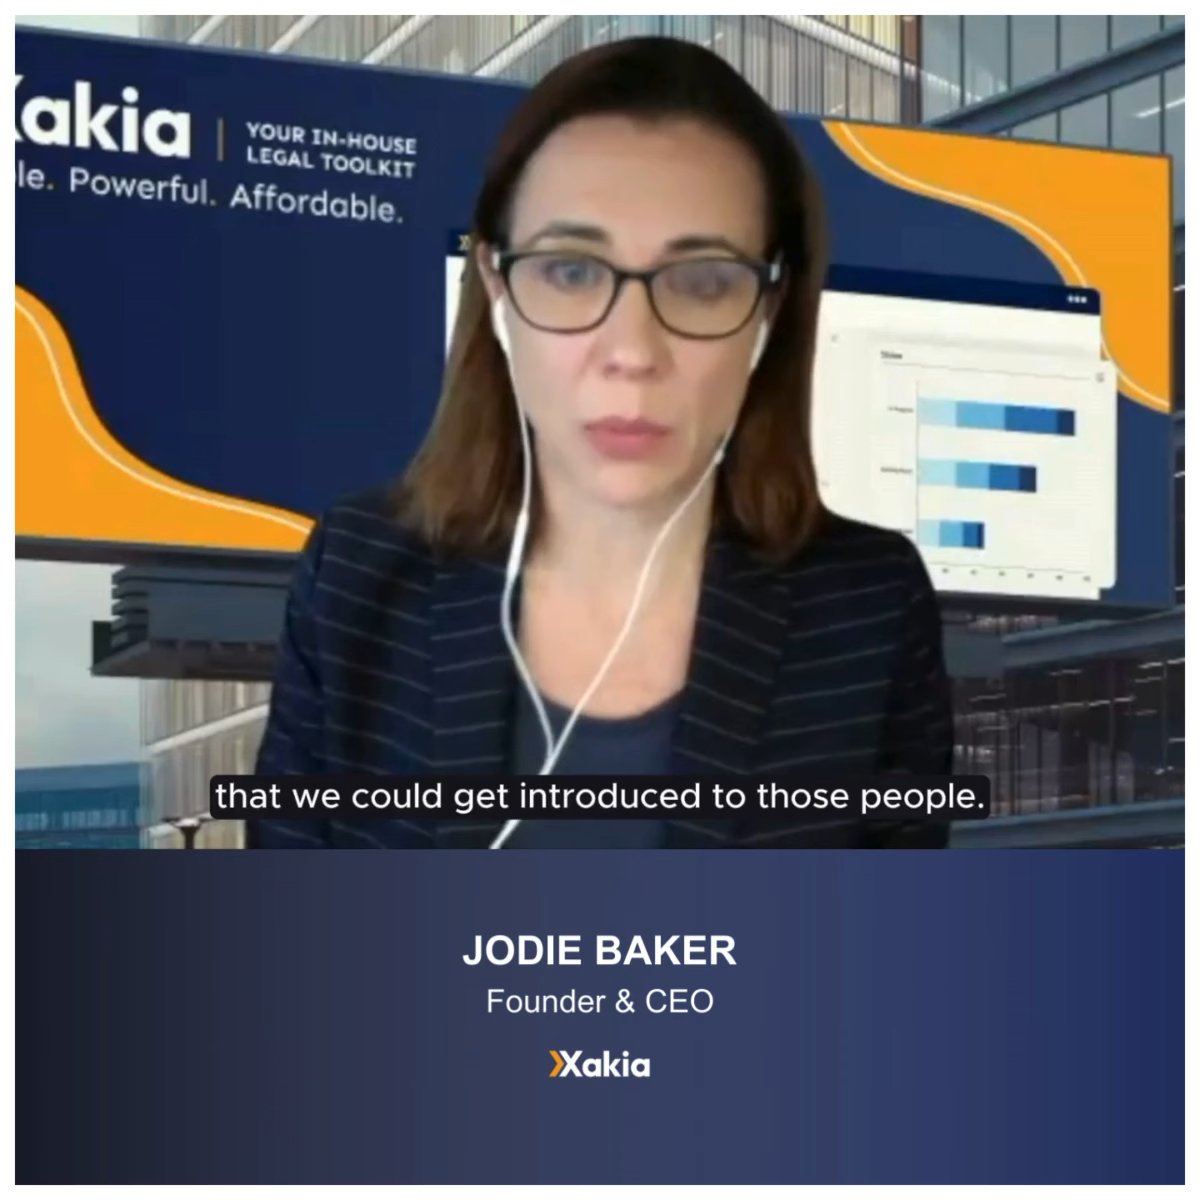 Xakia
YOUR IN-HOUSE
LEGAL TOOLKIT
le. Powerful. Affordable.
that we could get introduced to those people.
JODIE BAKER
Founder & CEO
Xakia